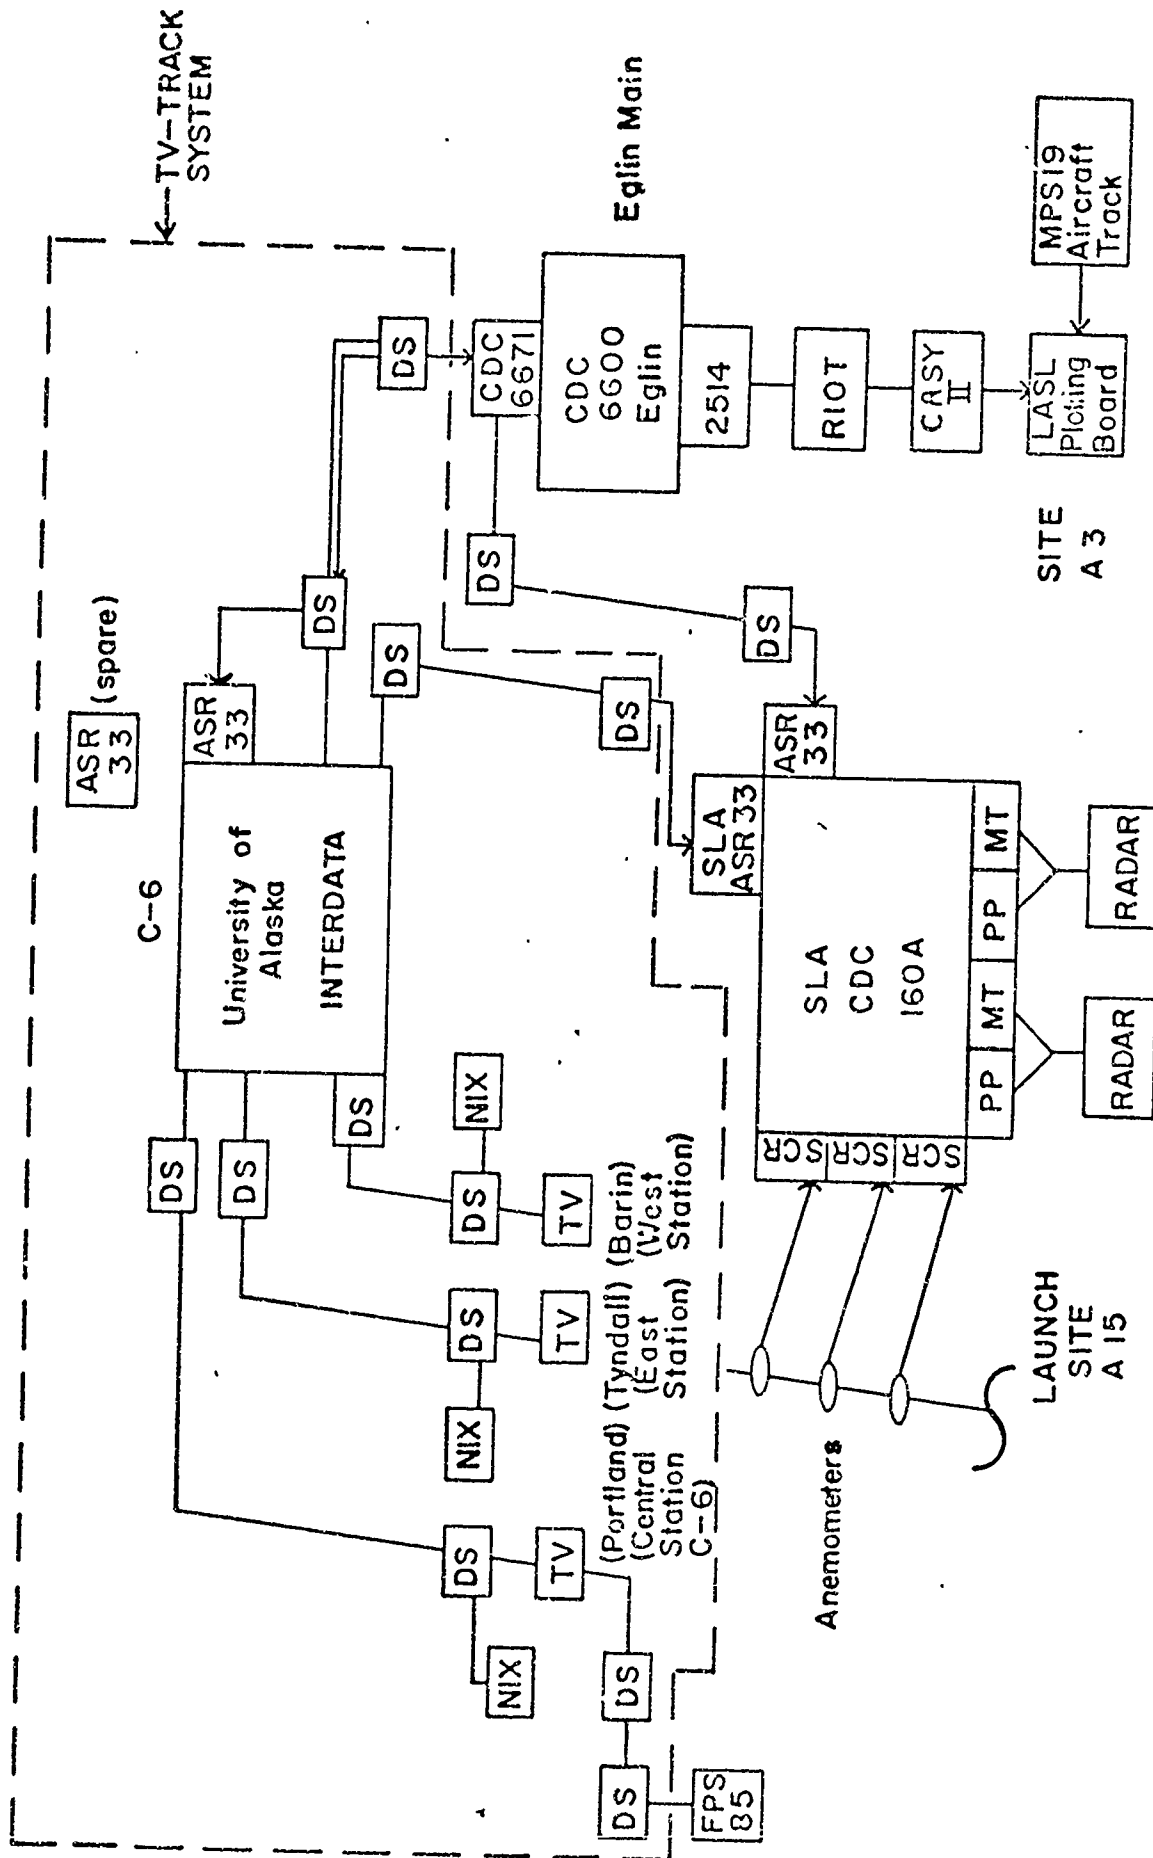 TV-TRACK
SYSTEM
ASR
33
(spare)
C-6
University of
Alaska
INTERDATA
ASR
33
DS
DS
DS
DS
DS
DS
DS
DS
NIX
TV
(Barin)
(West
Station)
DS
NIX
TV
(Tyndall)
(East
Station)
DS
NIX
TV
(Portland)
(Central
Station
C-6)
DS
DS
FPS
85
CDC
6671
Eglin Main
CDC
6600
Eglin
2514
RIOT
CASY
II
LASL
Plotting
Board
MPS19
Aircraft
Track
SITE
A 3
DS
DS
ASR
33
SLA
ASR 33
SLA
CDC
160A
SCR
SCR
SCR
PP
MT
PP
MT
RADAR
RADAR
Anemometers
LAUNCH
SITE
A 15